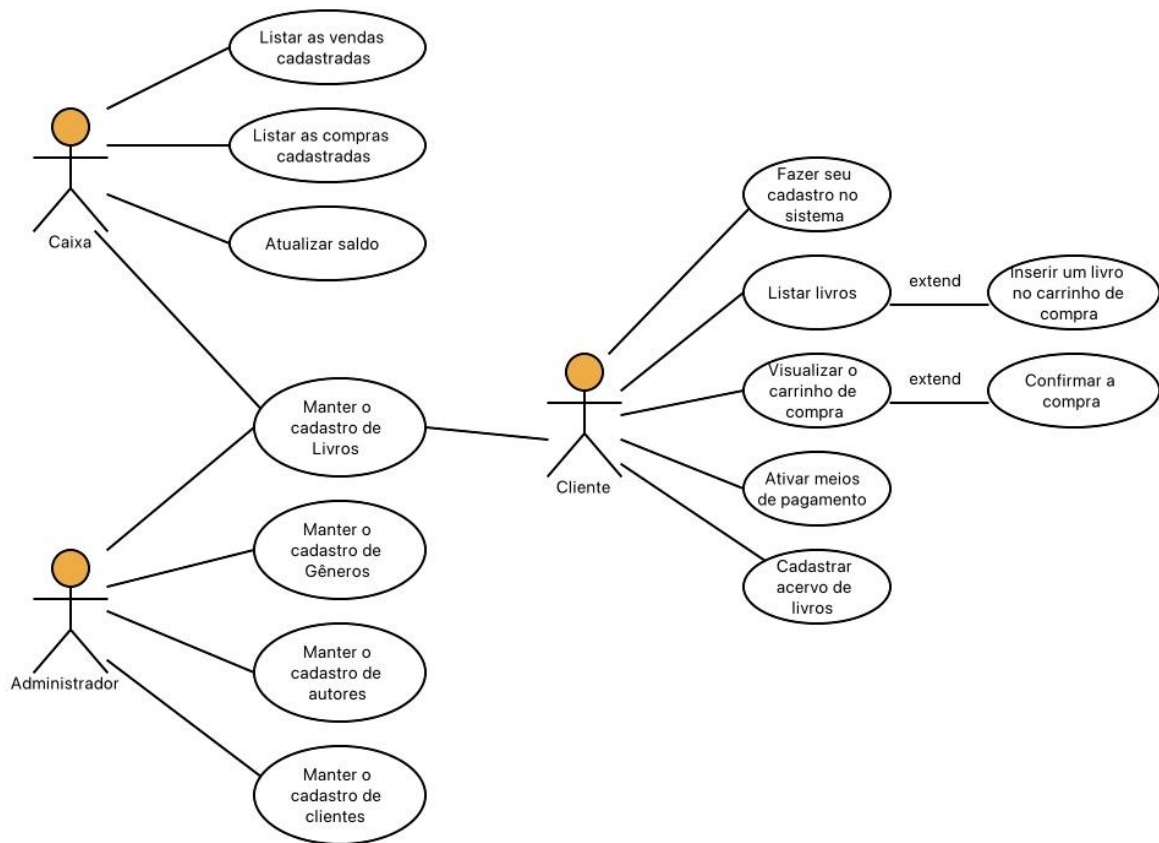 Listar as vendas
cadastradas
Listar as compras
cadastradas
Atualizar saldo
Caixa
Manter o
cadastro de
Livros
Manter o
cadastro de
Gêneros
Manter o
cadastro de
autores
Manter o
cadastro de
clientes
Administrador
Fazer seu
cadastro no
sistema
Listar livros
extend
Inserir um livro
no carrinho de
compra
Visualizar o
carrinho de
compra
extend
Confirmar a
compra
Cliente
Ativar meios
de pagamento
Cadastrar
acervo de
livros